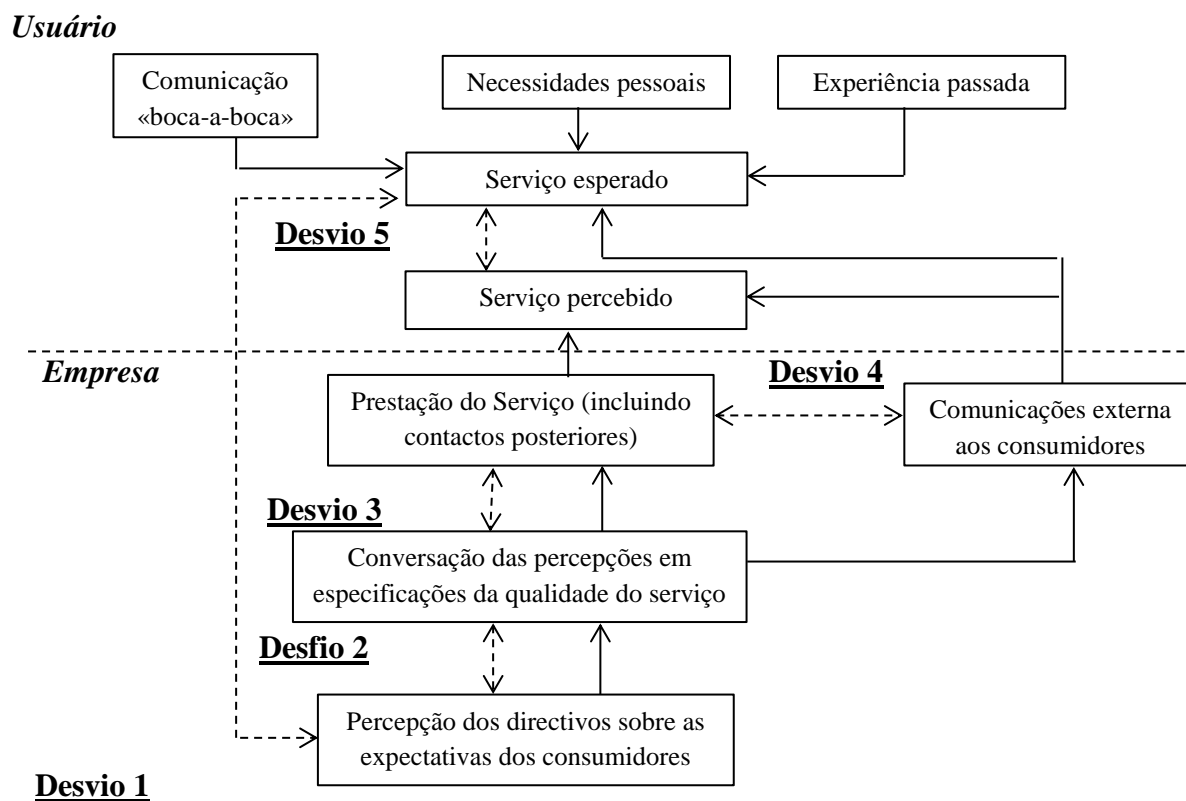 Usuário
Comunicação
«boca-a-boca»
Necessidades pessoais
Experiência passada
Serviço esperado
Desvio 5
Serviço percebido
Empresa
Desvio 4
Prestação do Serviço (incluindo
contactos posteriores)
Comunicações externa
aos consumidores
Desvio 3
Conversação das percepções em
especificações da qualidade do serviço
Desfio 2
Percepção dos directivos sobre as
expectativas dos consumidores
Desvio 1